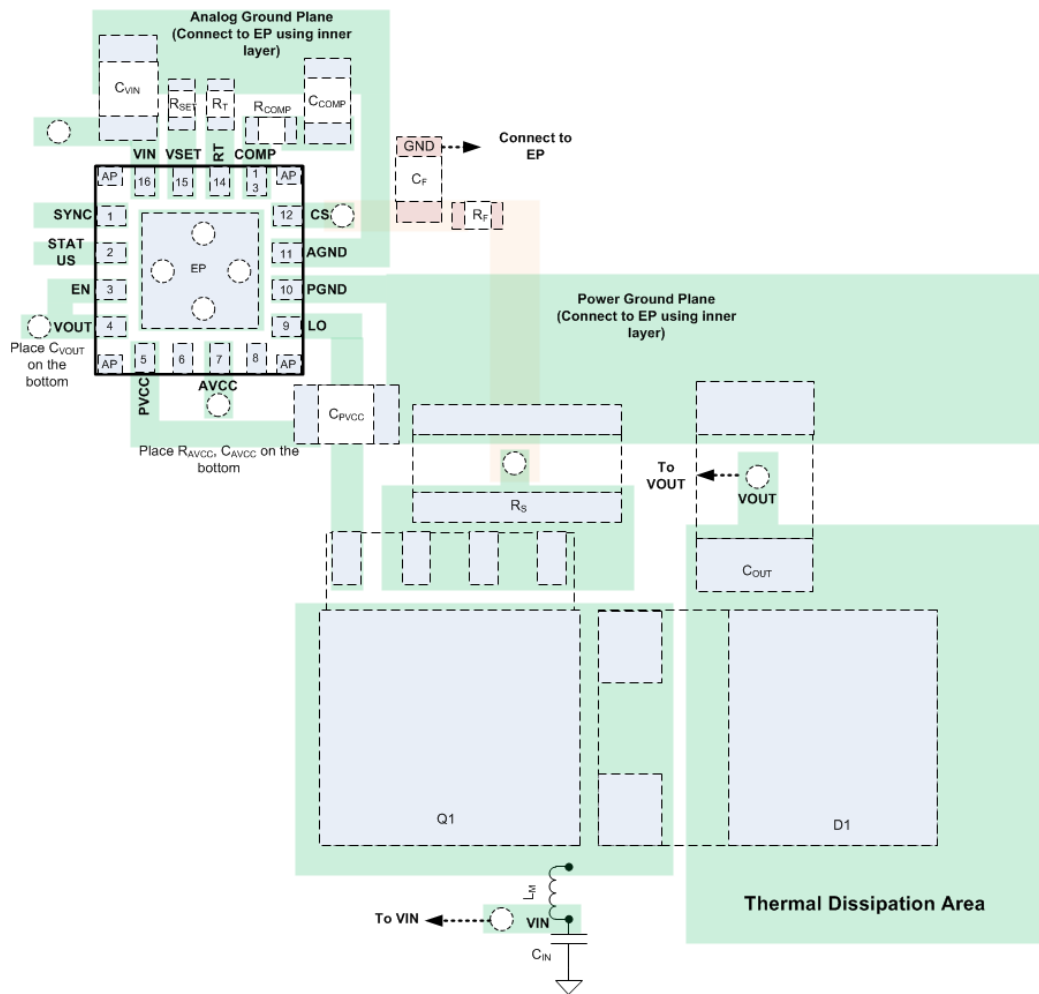 Analog Ground Plane
(Connect to EP using inner
layer)
CVIN
RSET
RT
RCOMP
CCOMP
VIN
VSET
RT
COMP
GND
Connect to
EP
CF
RF
AP
16
15
14
1
3
AP
SYNC
1
12
CS
STAT
US
2
11
AGND
EP
EN
3
10
PGND
VOUT
4
9
LO
Place CVOUT
on the
bottom
AP
5
6
7
8
AP
PVCC
AVCC
Place RAVCC, CAVCC on the
bottom
CPVCC
Power Ground Plane
(Connect to EP using inner
layer)
RS
To
VOUT
VOUT
COUT
Q1
D1
LM
To VIN
VIN
CIN
Thermal Dissipation Area